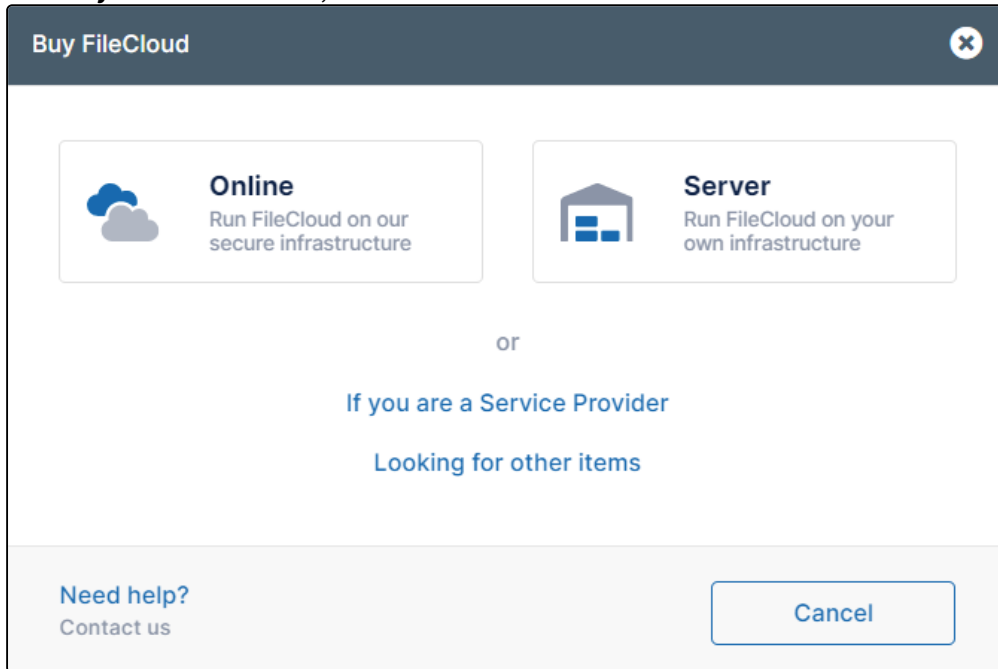 Buy FileCloud
Online
Run FileCloud on our
secure infrastructure
Server
Run FileCloud on your
own infrastructure
or
If you are a Service Provider
Looking for other items
Need help?
Contact us
Cancel